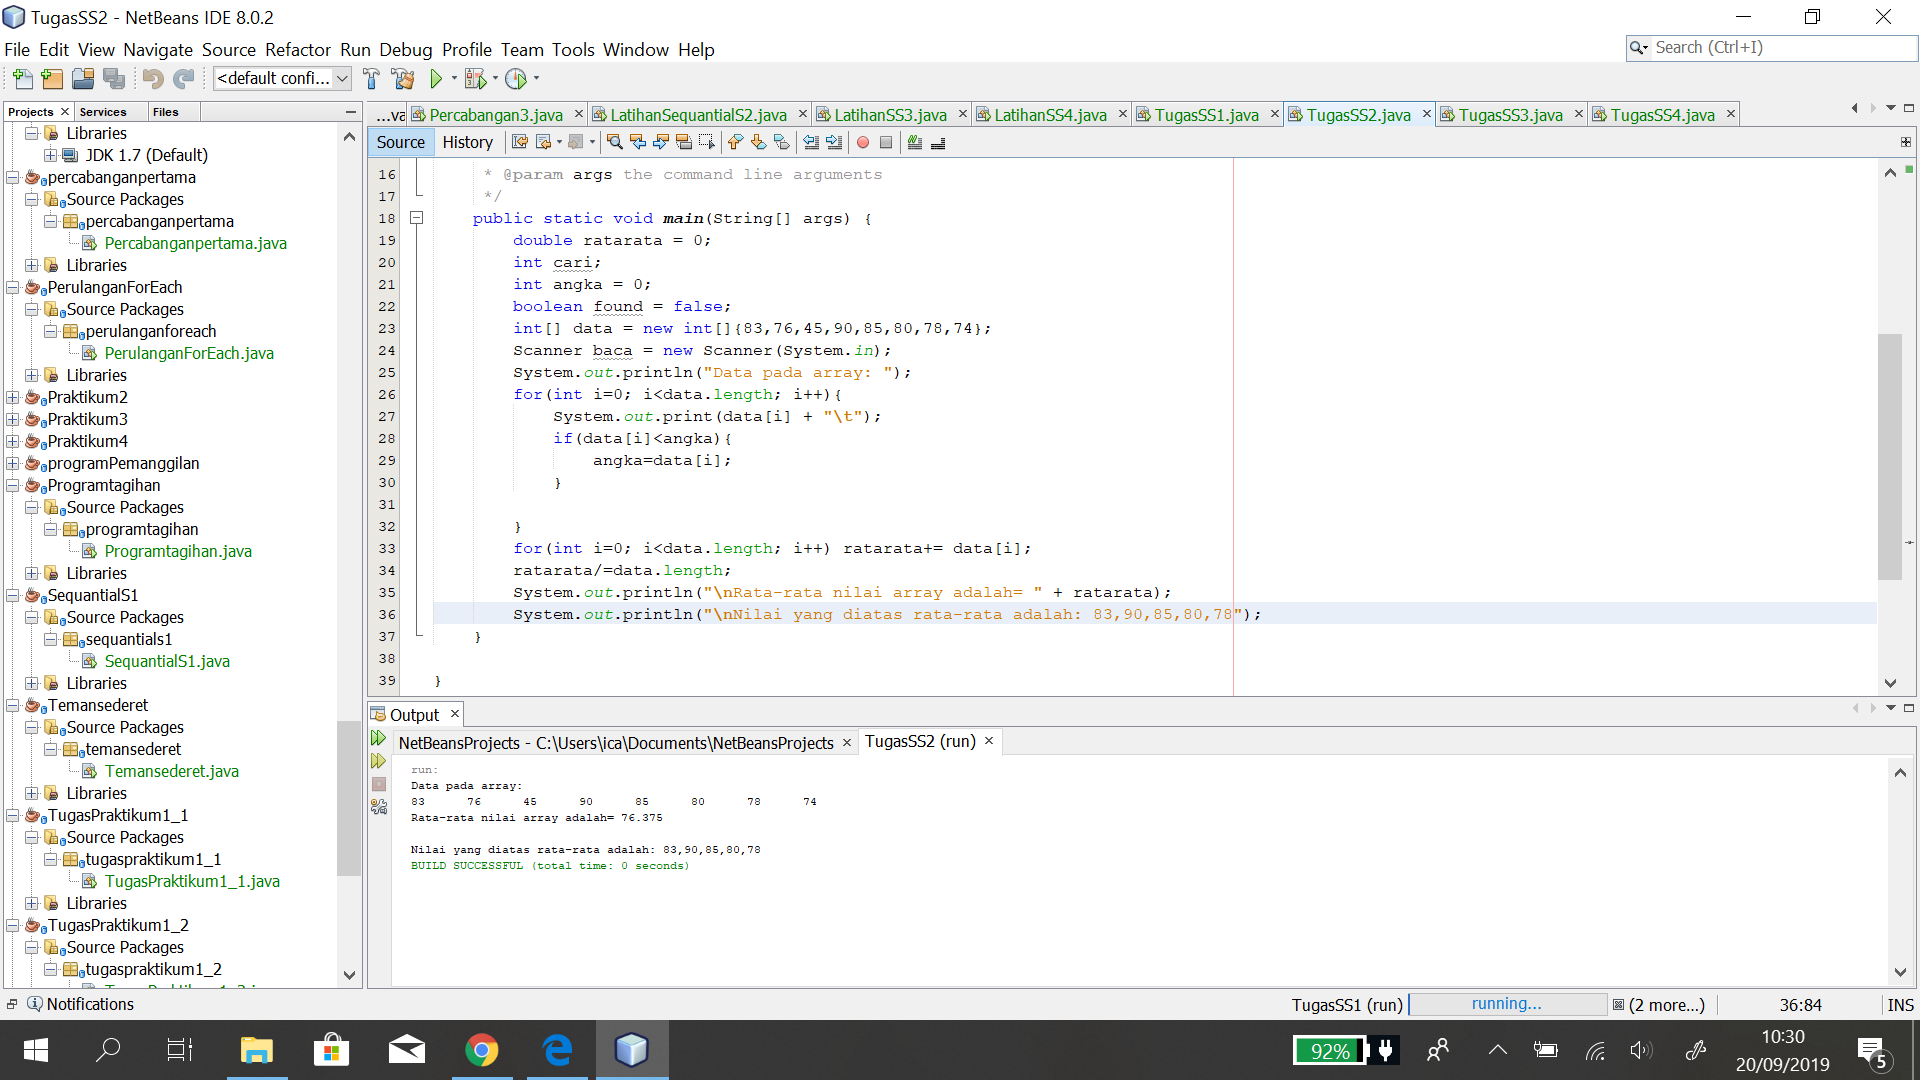 TugasSS2 - NetBeans IDE 8.0.2
File Edit View Navigate Source Refactor Run Debug Profile Team Tools Window Help
Search (Ctrl+I)
<default confi...
Projects Services Files
Libraries
JDK 1.7 (Default)
percabanganpertama
Source Packages
percabanganpertama
Percabanganpertama.java
Libraries
PerulanganForEach
Source Packages
perulanganforeach
PerulanganForEach.java
Libraries
Praktikum2
Praktikum3
Praktikum4
programPemanggilan
Programtagihan
Source Packages
programtagihan
Programtagihan.java
Libraries
SequantialS1
Source Packages
sequantials1
SequantialS1.java
Libraries
Temansederet
Source Packages
temansederet
Temansederet.java
Libraries
TugasPraktikum1_1
Source Packages
tugaspraktikum1_1
TugasPraktikum1_1.java
Libraries
TugasPraktikum1_2
Source Packages
tugaspraktikum1_2
...va Percabangan3.java LatihanSequantialS2.java LatihanSS3.java LatihanSS4.java TugasSS1.java TugasSS2.java TugasSS3.java TugasSS4.java
Source History
16 * @param args the command line arguments
17 */
18 public static void main(String[] args) {
19 double ratarata = 0;
20 int cari;
21 int angka = 0;
22 boolean found = false;
23 int[] data = new int[]{83,76,45,90,85,80,78,74};
24 Scanner baca = new Scanner(System.in);
25 System.out.println("Data pada array: ");
26 for(int i=0; i<data.length; i++){
27 System.out.print(data[i] + "\t");
28 if(data[i]<angka){
29 angka=data[i];
30 }
31
32 }
33 for(int i=0; i<data.length; i++) ratarata+= data[i];
34 ratarata/=data.length;
35 System.out.println("\nRata-rata nilai array adalah= " + ratarata);
36 System.out.println("\nNilai yang diatas rata-rata adalah: 83,90,85,80,78");
37 }
38
39 }
Output
NetBeansProjects - C:\Users\ica\Documents\NetBeansProjects TugasSS2 (run)
run:
Data pada array:
83 76 45 90 85 80 78 74
Rata-rata nilai array adalah= 76.375
Nilai yang diatas rata-rata adalah: 83,90,85,80,78
BUILD SUCCESSFUL (total time: 0 seconds)
Notifications
TugasSS1 (run) running... (2 more...) 36:84 INS
92%
10:30
20/09/2019
5